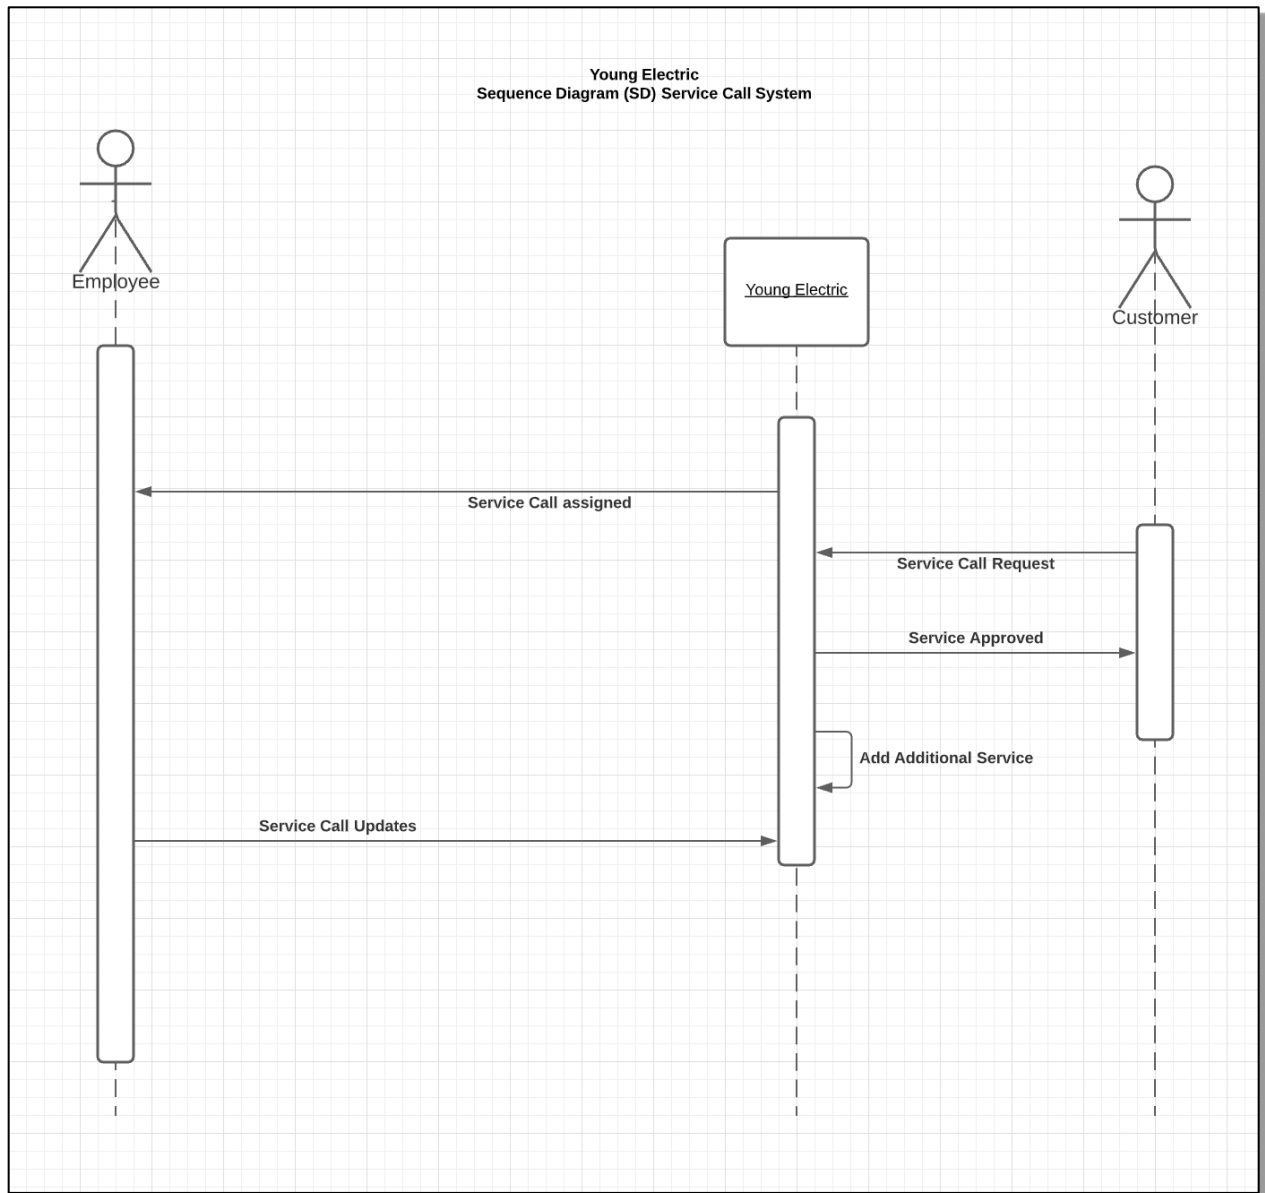 Young Electric
Sequence Diagram (SD) Service Call System
Employee
Young Electric
Customer
Service Call assigned
Service Call Request
Service Approved
Add Additional Service
Service Call Updates